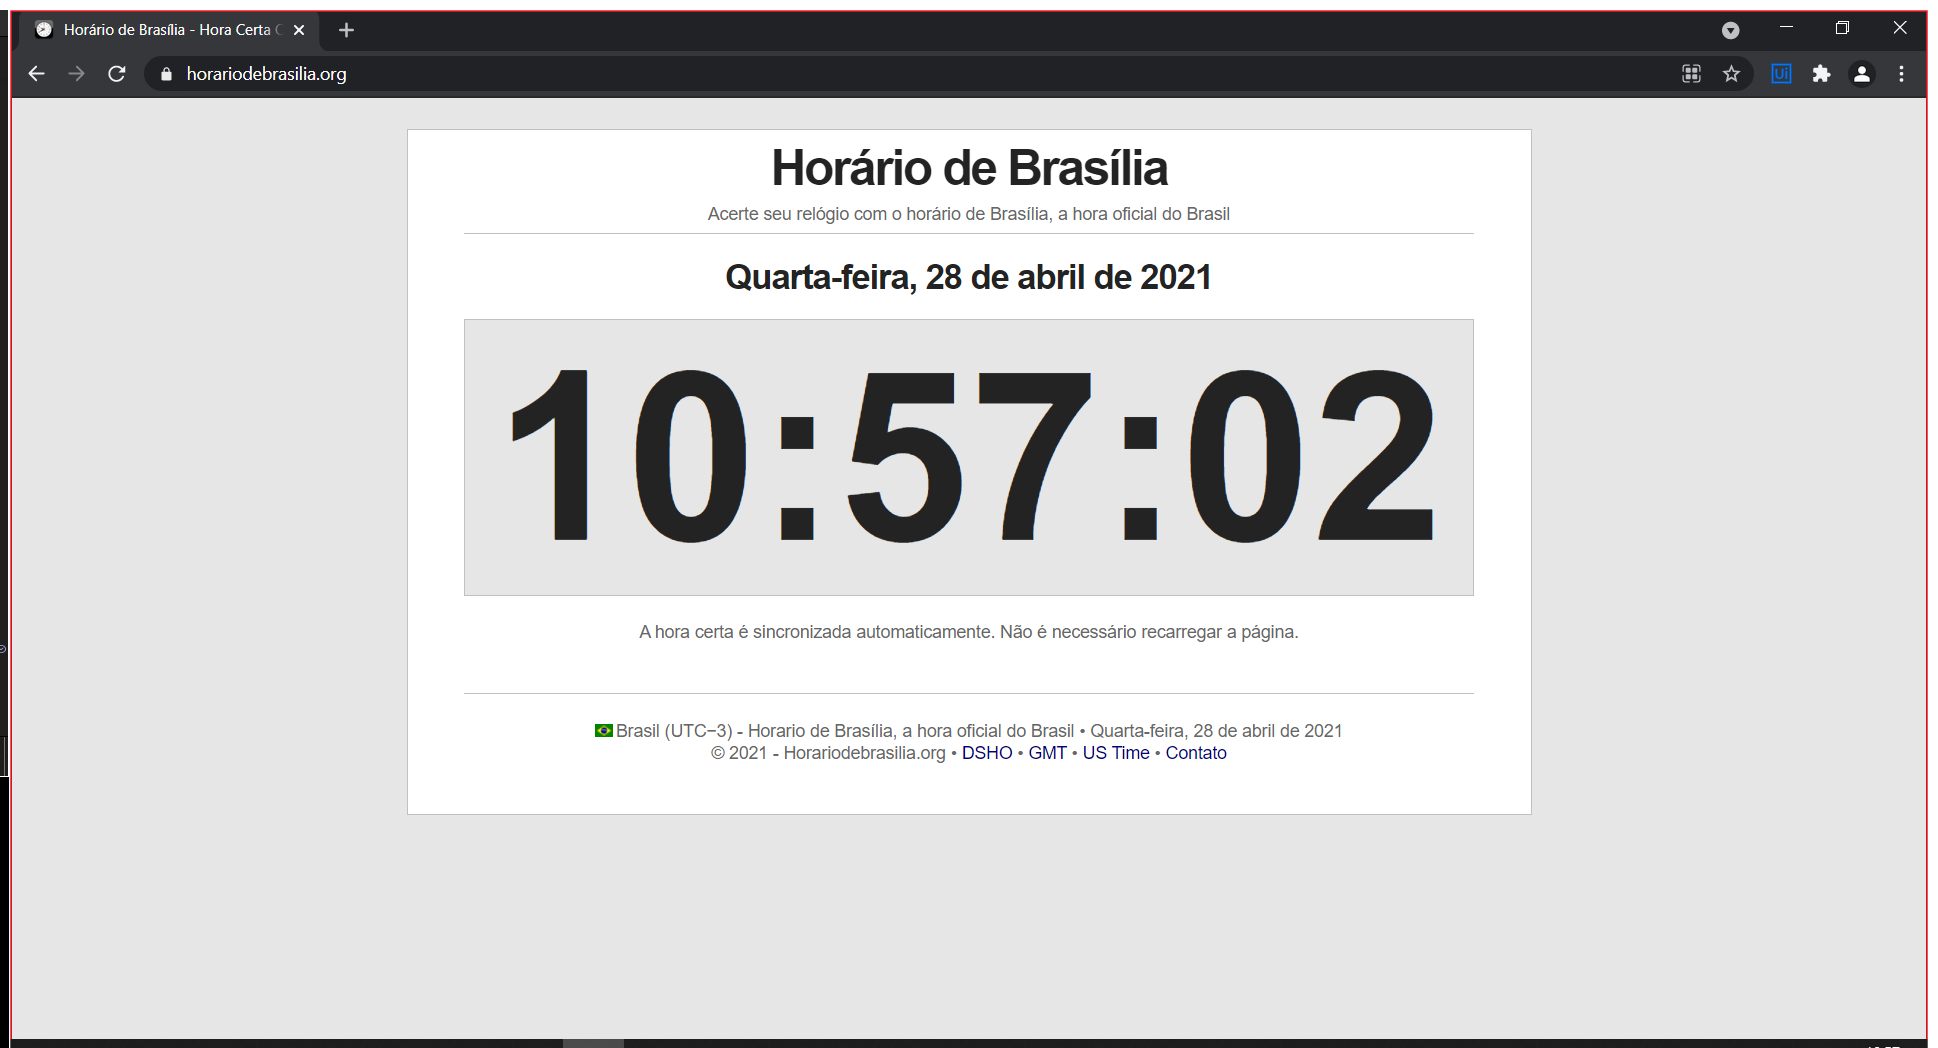 Horário de Brasília - Hora Certa
horariodebrasilia.org
Ui
Horário de Brasília
Acerte seu relógio com o horário de Brasília, a hora oficial do Brasil
Quarta-feira, 28 de abril de 2021
10:57:02
A hora certa é sincronizada automaticamente. Não é necessário recarregar a página.
Brasil (UTC−3) - Horario de Brasília, a hora oficial do Brasil • Quarta-feira, 28 de abril de 2021
© 2021 - Horariodebrasilia.org • DSHO • GMT • US Time • Contato